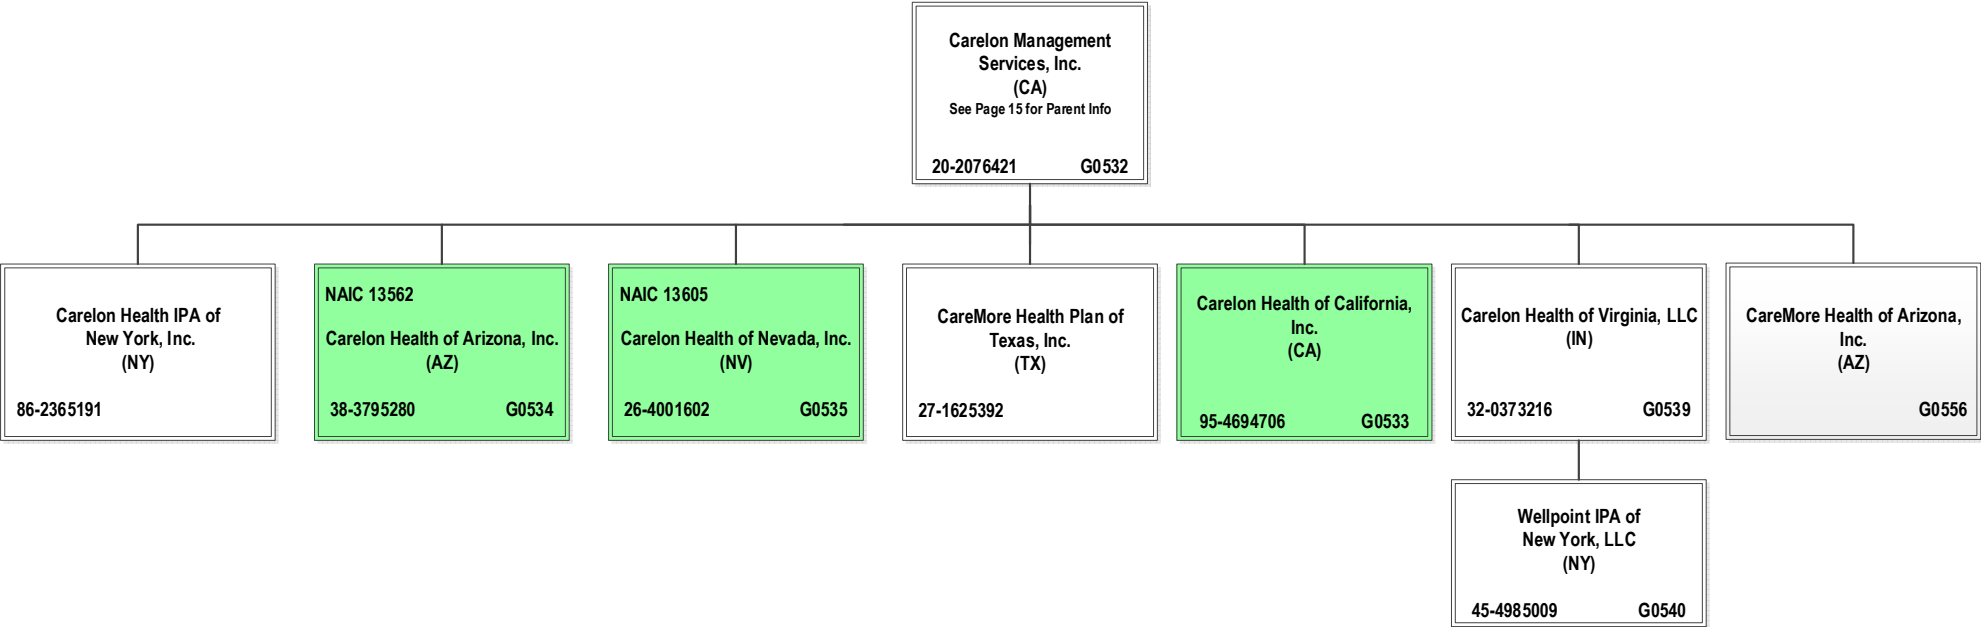 Carelon Management
Services, Inc.
(CA)
See Page 15 for Parent Info
20-2076421 G0532
Carelon Health IPA of
New York, Inc.
(NY)
86-2365191
NAIC 13562
Carelon Health of Arizona, Inc.
(AZ)
38-3795280 G0534
NAIC 13605
Carelon Health of Nevada, Inc.
(NV)
26-4001602 G0535
CareMore Health Plan of
Texas, Inc.
(TX)
27-1625392
Carelon Health of California,
Inc.
(CA)
95-4694706 G0533
Carelon Health of Virginia, LLC
(IN)
32-0373216 G0539
CareMore Health of Arizona,
Inc.
(AZ)
G0556
Wellpoint IPA of
New York, LLC
(NY)
45-4985009 G0540